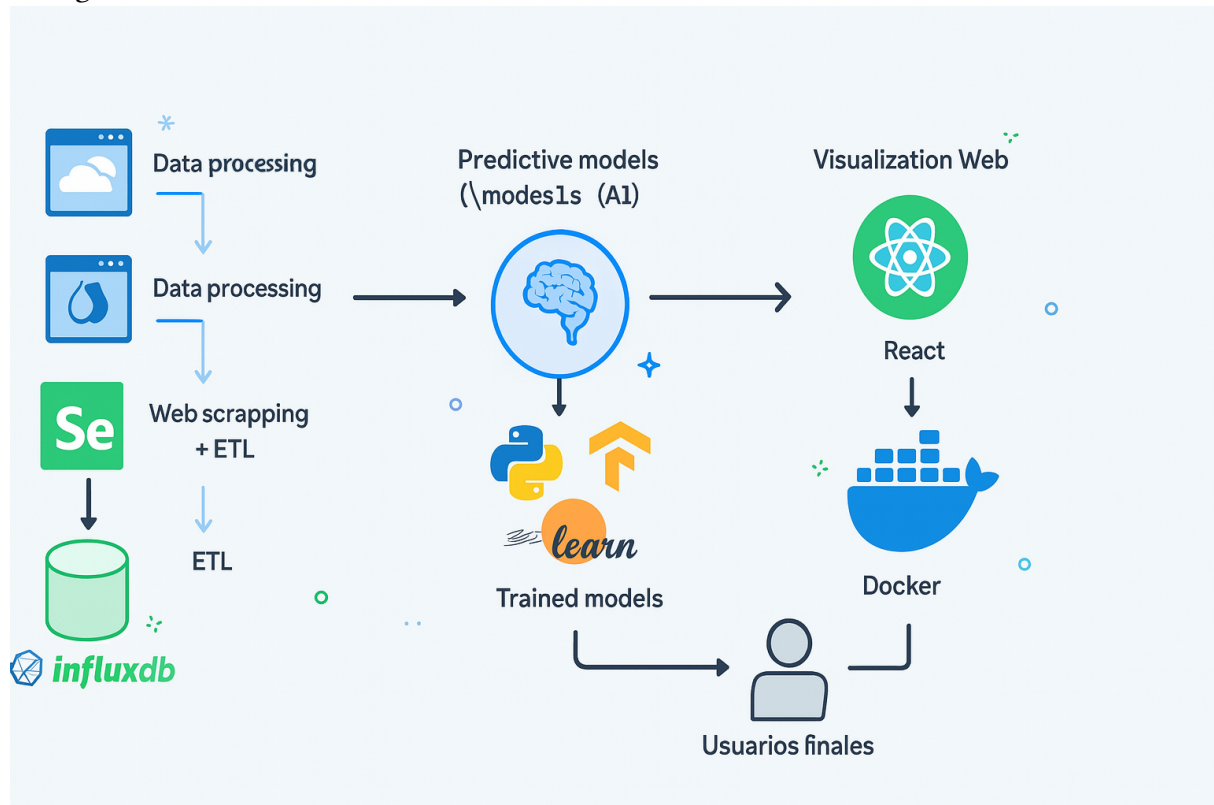 Data processing
Data processing
Se
Web scrapping
+ ETL
ETL
influxdb
Predictive models
(\modes1s (A1)
learn
Trained models
Visualization Web
React
Docker
Usuarios finales